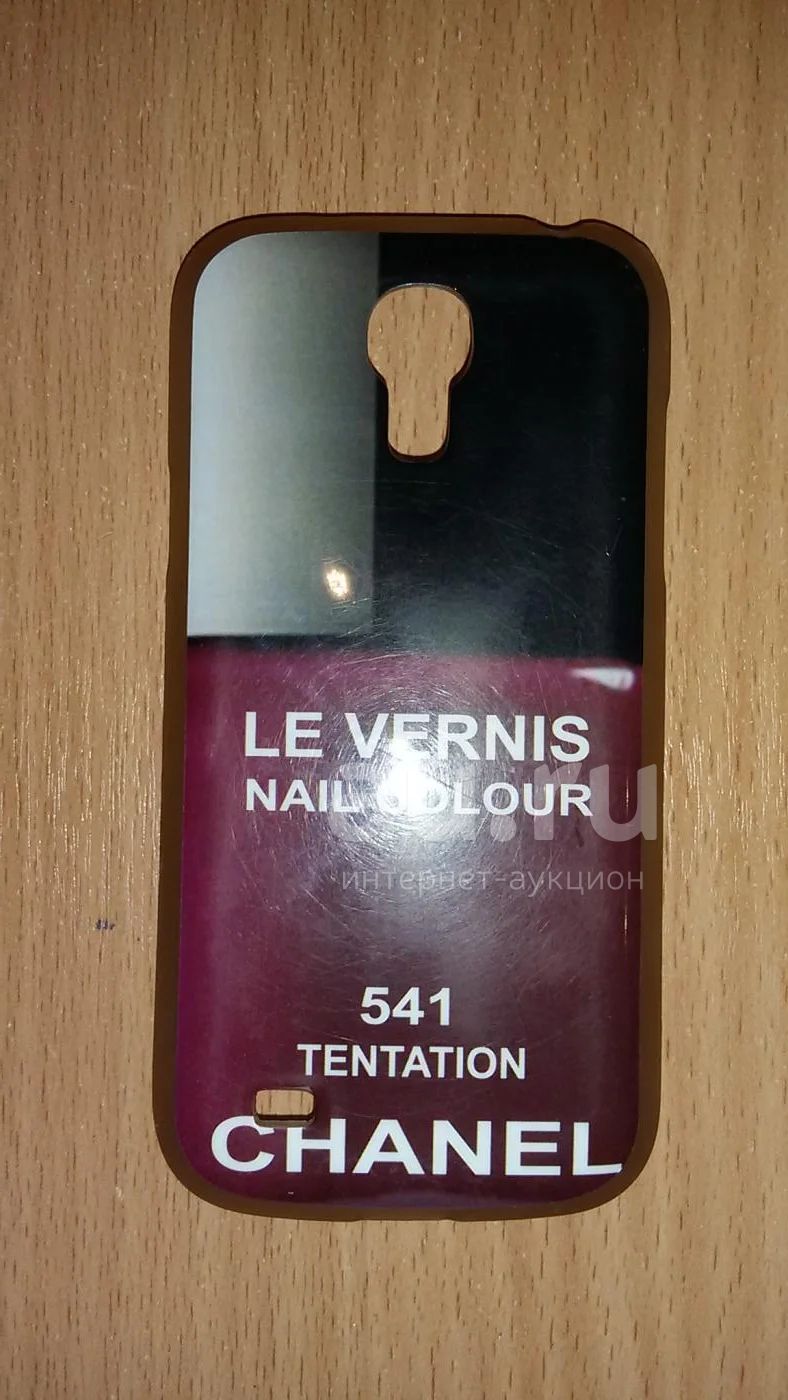 LE VERNIS
NAIL COLOUR
интернет-аукцион
541
TENTATION
CHANEL